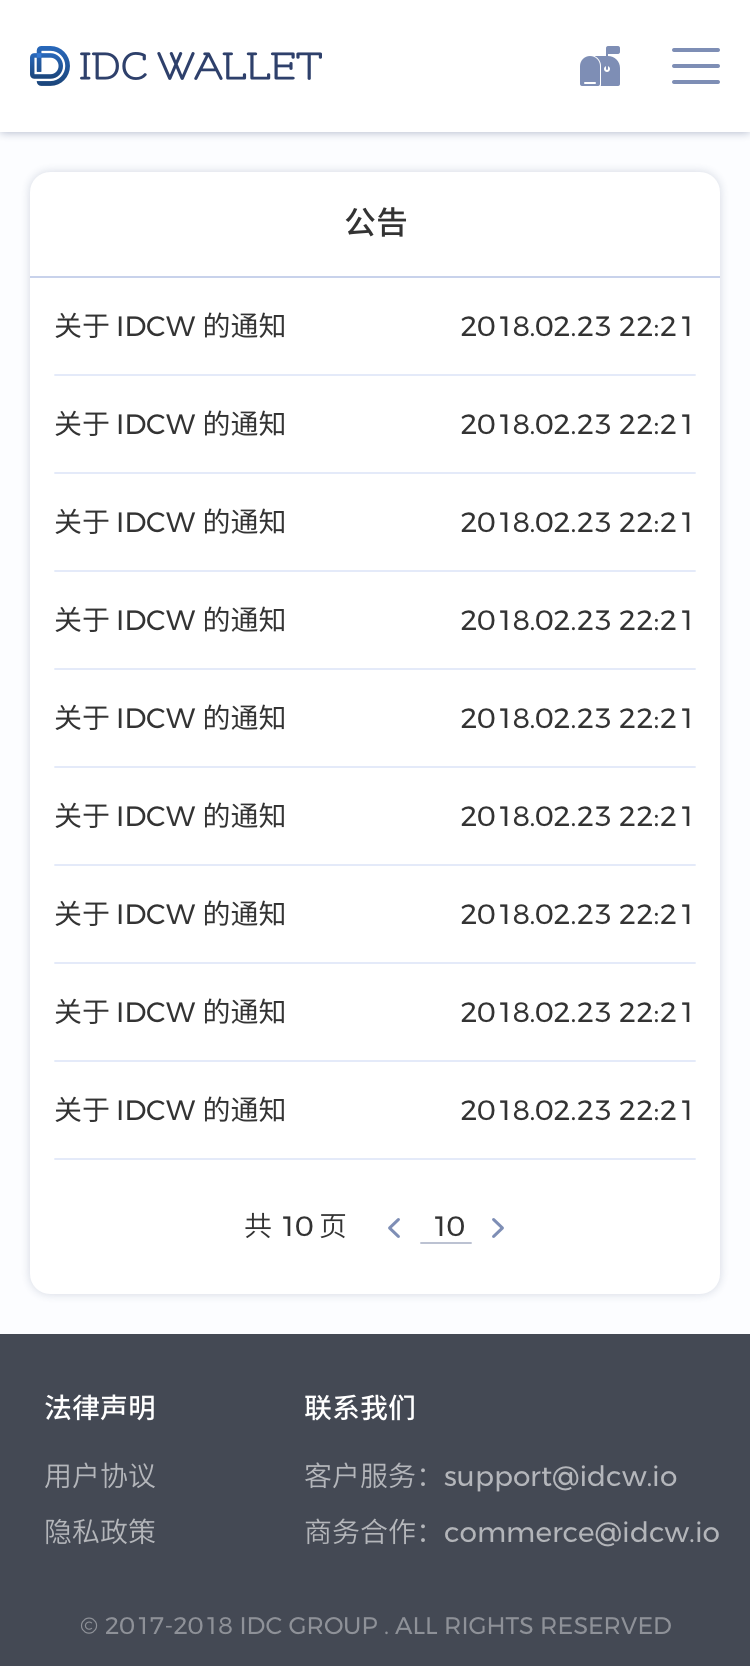 IDC WALLET
公告
关于 IDCW 的通知 2018.02.23 22:21
关于 IDCW 的通知 2018.02.23 22:21
关于 IDCW 的通知 2018.02.23 22:21
关于 IDCW 的通知 2018.02.23 22:21
关于 IDCW 的通知 2018.02.23 22:21
关于 IDCW 的通知 2018.02.23 22:21
关于 IDCW 的通知 2018.02.23 22:21
关于 IDCW 的通知 2018.02.23 22:21
关于 IDCW 的通知 2018.02.23 22:21
共 10 页 10
法律声明 联系我们
用户协议 客户服务：support@idcw.io
隐私政策 商务合作：commerce@idcw.io
© 2017-2018 IDC GROUP . ALL RIGHTS RESERVED